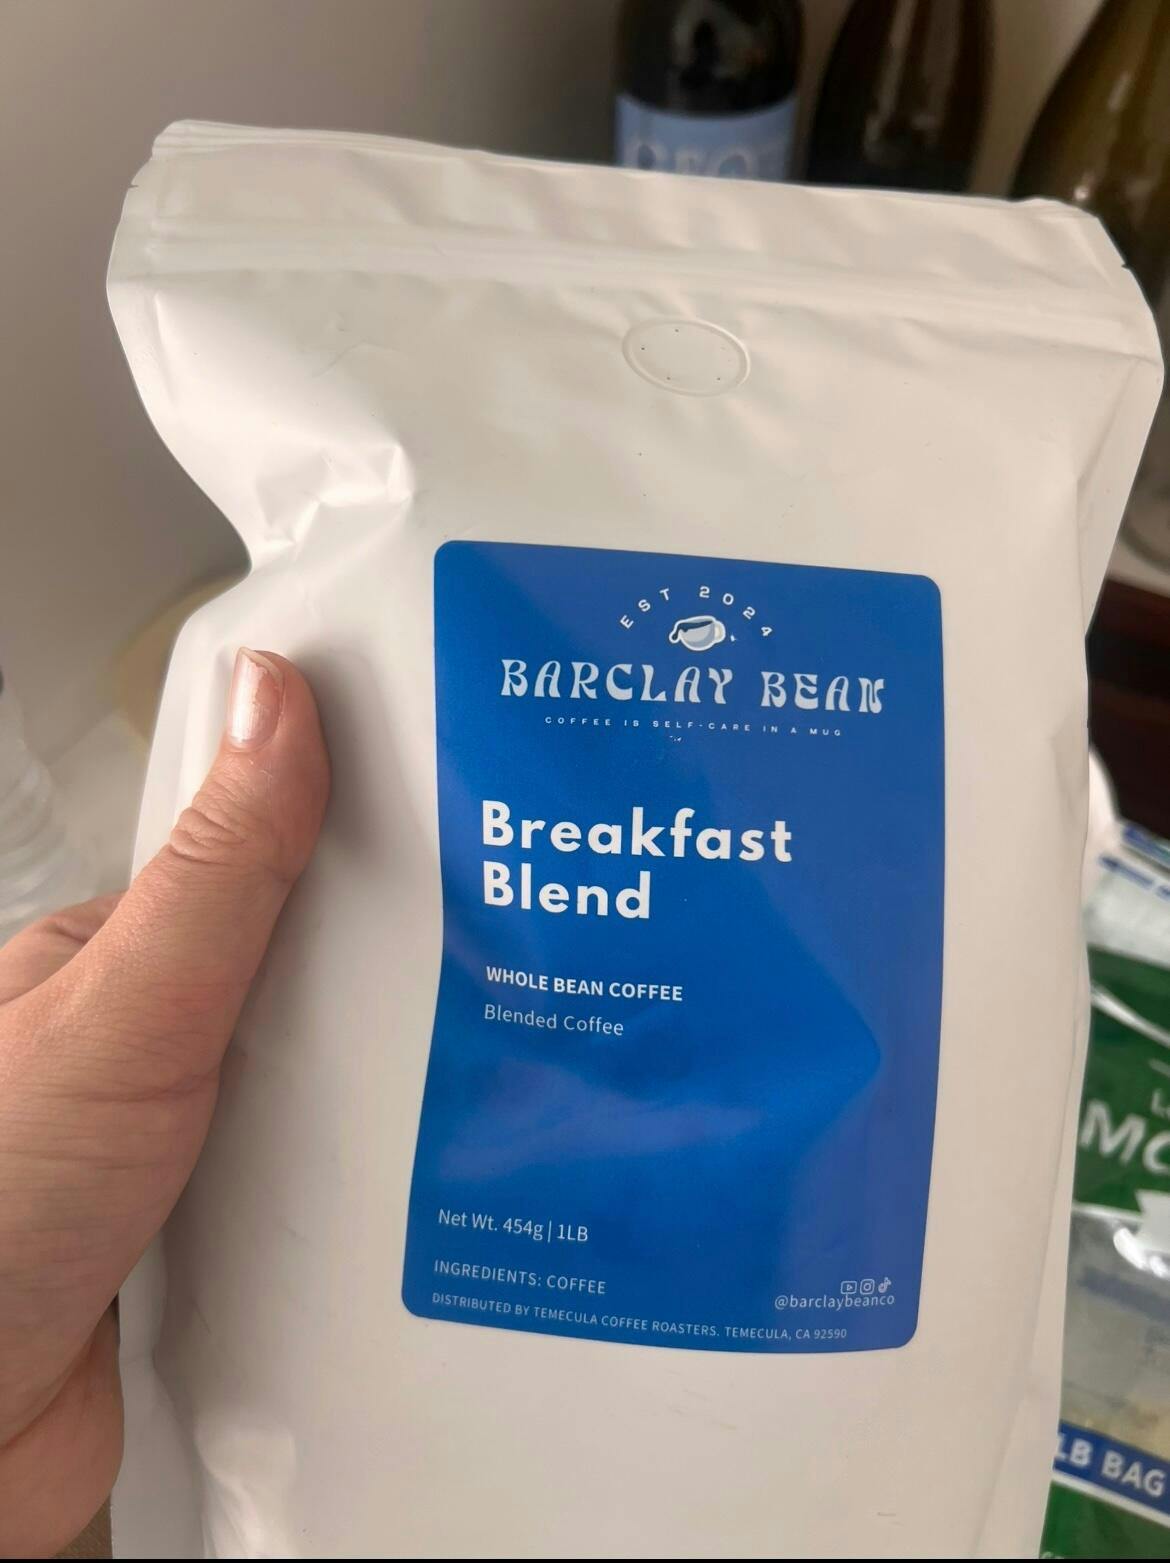 EST 2024
BARCLAY BEAN
COFFEE IS SELF-CARE IN A MUG
Breakfast
Blend
WHOLE BEAN COFFEE
Blended Coffee
Net Wt. 454g | 1LB
INGREDIENTS: COFFEE
@barclaybeanco
DISTRIBUTED BY TEMECULA COFFEE ROASTERS. TEMECULA, CA 92590
MO
LB BAG